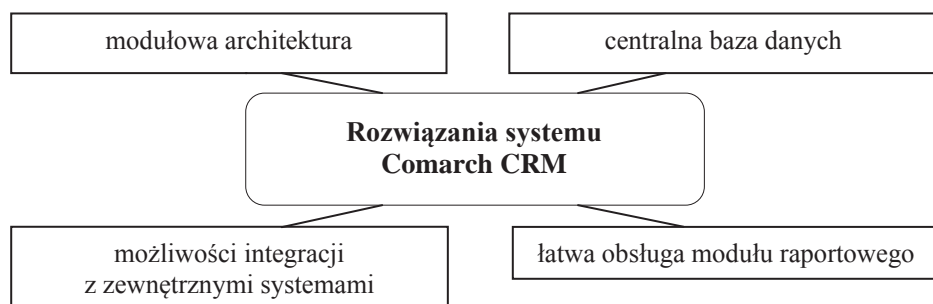 modułowa architektura
centralna baza danych
Rozwiązania systemu
Comarch CRM
możliwości integracji
z zewnętrznymi systemami
łatwa obsługa modułu raportowego